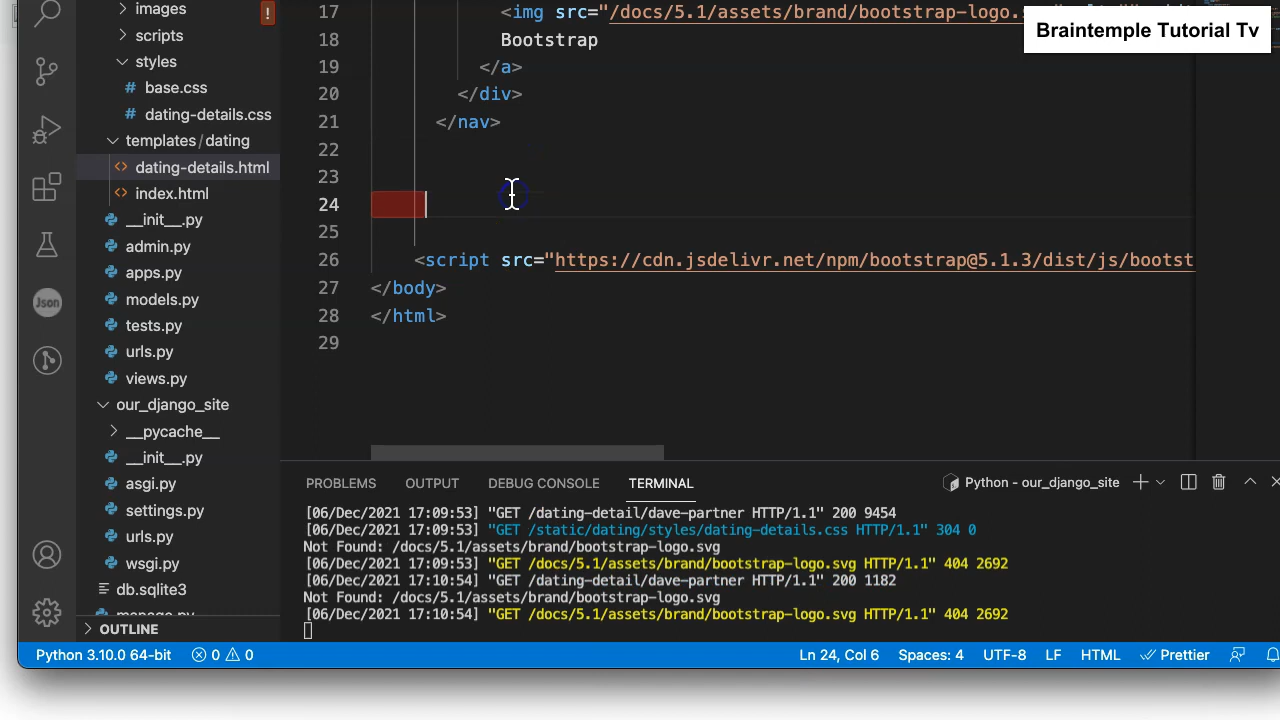 images
!
scripts
styles
# base.css
# dating-details.css
templates/dating
<> dating-details.html
<> index.html
__init__.py
admin.py
apps.py
models.py
tests.py
urls.py
views.py
our_django_site
__pycache__
__init__.py
asgi.py
settings.py
urls.py
wsgi.py
db.sqlite3
manage.py
OUTLINE
Json
Braintemple Tutorial Tv
17 <img src="/docs/5.1/assets/brand/bootstrap-logo.s
18 Bootstrap
19 </a>
20 </div>
21 </nav>
22
23
24
25
26 <script src="https://cdn.jsdelivr.net/npm/bootstrap@5.1.3/dist/js/bootst
27 </body>
28 </html>
29
PROBLEMS OUTPUT DEBUG CONSOLE TERMINAL Python - our_django_site
[06/Dec/2021 17:09:53] "GET /dating-detail/dave-partner HTTP/1.1" 200 9454
[06/Dec/2021 17:09:53] "GET /static/dating/styles/dating-details.css HTTP/1.1" 304 0
Not Found: /docs/5.1/assets/brand/bootstrap-logo.svg
[06/Dec/2021 17:09:53] "GET /docs/5.1/assets/brand/bootstrap-logo.svg HTTP/1.1" 404 2692
[06/Dec/2021 17:10:54] "GET /dating-detail/dave-partner HTTP/1.1" 200 1182
Not Found: /docs/5.1/assets/brand/bootstrap-logo.svg
[06/Dec/2021 17:10:54] "GET /docs/5.1/assets/brand/bootstrap-logo.svg HTTP/1.1" 404 2692
Python 3.10.0 64-bit 0 0 Ln 24, Col 6 Spaces: 4 UTF-8 LF HTML Prettier